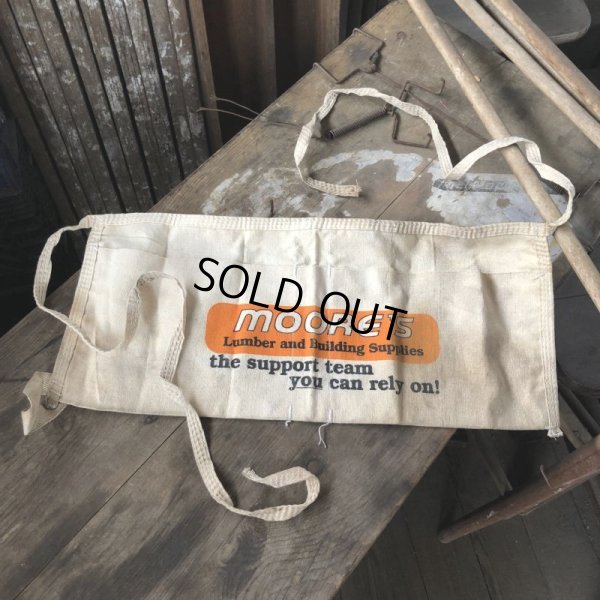 SOLD OUT
MOORE'S
Lumber and Building Supplies
the support team
you can rely on!